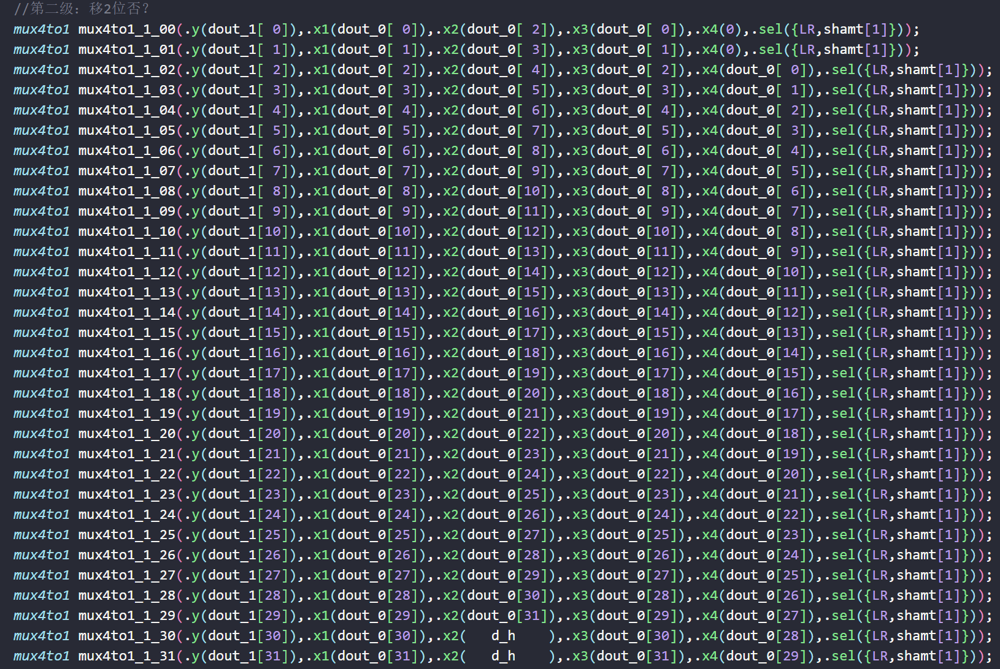 //第二级：移2位否？
mux4to1 mux4to1_1_00(.y(dout_1[ 0]),.x1(dout_0[ 0]),.x2(dout_0[ 2]),.x3(dout_0[ 0]),.x4(0),.sel({LR,shamt[1]}));
mux4to1 mux4to1_1_01(.y(dout_1[ 1]),.x1(dout_0[ 1]),.x2(dout_0[ 3]),.x3(dout_0[ 1]),.x4(0),.sel({LR,shamt[1]}));
mux4to1 mux4to1_1_02(.y(dout_1[ 2]),.x1(dout_0[ 2]),.x2(dout_0[ 4]),.x3(dout_0[ 2]),.x4(dout_0[ 0]),.sel({LR,shamt[1]}));
mux4to1 mux4to1_1_03(.y(dout_1[ 3]),.x1(dout_0[ 3]),.x2(dout_0[ 5]),.x3(dout_0[ 3]),.x4(dout_0[ 1]),.sel({LR,shamt[1]}));
mux4to1 mux4to1_1_04(.y(dout_1[ 4]),.x1(dout_0[ 4]),.x2(dout_0[ 6]),.x3(dout_0[ 4]),.x4(dout_0[ 2]),.sel({LR,shamt[1]}));
mux4to1 mux4to1_1_05(.y(dout_1[ 5]),.x1(dout_0[ 5]),.x2(dout_0[ 7]),.x3(dout_0[ 5]),.x4(dout_0[ 3]),.sel({LR,shamt[1]}));
mux4to1 mux4to1_1_06(.y(dout_1[ 6]),.x1(dout_0[ 6]),.x2(dout_0[ 8]),.x3(dout_0[ 6]),.x4(dout_0[ 4]),.sel({LR,shamt[1]}));
mux4to1 mux4to1_1_07(.y(dout_1[ 7]),.x1(dout_0[ 7]),.x2(dout_0[ 9]),.x3(dout_0[ 7]),.x4(dout_0[ 5]),.sel({LR,shamt[1]}));
mux4to1 mux4to1_1_08(.y(dout_1[ 8]),.x1(dout_0[ 8]),.x2(dout_0[10]),.x3(dout_0[ 8]),.x4(dout_0[ 6]),.sel({LR,shamt[1]}));
mux4to1 mux4to1_1_09(.y(dout_1[ 9]),.x1(dout_0[ 9]),.x2(dout_0[11]),.x3(dout_0[ 9]),.x4(dout_0[ 7]),.sel({LR,shamt[1]}));
mux4to1 mux4to1_1_10(.y(dout_1[10]),.x1(dout_0[10]),.x2(dout_0[12]),.x3(dout_0[10]),.x4(dout_0[ 8]),.sel({LR,shamt[1]}));
mux4to1 mux4to1_1_11(.y(dout_1[11]),.x1(dout_0[11]),.x2(dout_0[13]),.x3(dout_0[11]),.x4(dout_0[ 9]),.sel({LR,shamt[1]}));
mux4to1 mux4to1_1_12(.y(dout_1[12]),.x1(dout_0[12]),.x2(dout_0[14]),.x3(dout_0[12]),.x4(dout_0[10]),.sel({LR,shamt[1]}));
mux4to1 mux4to1_1_13(.y(dout_1[13]),.x1(dout_0[13]),.x2(dout_0[15]),.x3(dout_0[13]),.x4(dout_0[11]),.sel({LR,shamt[1]}));
mux4to1 mux4to1_1_14(.y(dout_1[14]),.x1(dout_0[14]),.x2(dout_0[16]),.x3(dout_0[14]),.x4(dout_0[12]),.sel({LR,shamt[1]}));
mux4to1 mux4to1_1_15(.y(dout_1[15]),.x1(dout_0[15]),.x2(dout_0[17]),.x3(dout_0[15]),.x4(dout_0[13]),.sel({LR,shamt[1]}));
mux4to1 mux4to1_1_16(.y(dout_1[16]),.x1(dout_0[16]),.x2(dout_0[18]),.x3(dout_0[16]),.x4(dout_0[14]),.sel({LR,shamt[1]}));
mux4to1 mux4to1_1_17(.y(dout_1[17]),.x1(dout_0[17]),.x2(dout_0[19]),.x3(dout_0[17]),.x4(dout_0[15]),.sel({LR,shamt[1]}));
mux4to1 mux4to1_1_18(.y(dout_1[18]),.x1(dout_0[18]),.x2(dout_0[20]),.x3(dout_0[18]),.x4(dout_0[16]),.sel({LR,shamt[1]}));
mux4to1 mux4to1_1_19(.y(dout_1[19]),.x1(dout_0[19]),.x2(dout_0[21]),.x3(dout_0[19]),.x4(dout_0[17]),.sel({LR,shamt[1]}));
mux4to1 mux4to1_1_20(.y(dout_1[20]),.x1(dout_0[20]),.x2(dout_0[22]),.x3(dout_0[20]),.x4(dout_0[18]),.sel({LR,shamt[1]}));
mux4to1 mux4to1_1_21(.y(dout_1[21]),.x1(dout_0[21]),.x2(dout_0[23]),.x3(dout_0[21]),.x4(dout_0[19]),.sel({LR,shamt[1]}));
mux4to1 mux4to1_1_22(.y(dout_1[22]),.x1(dout_0[22]),.x2(dout_0[24]),.x3(dout_0[22]),.x4(dout_0[20]),.sel({LR,shamt[1]}));
mux4to1 mux4to1_1_23(.y(dout_1[23]),.x1(dout_0[23]),.x2(dout_0[25]),.x3(dout_0[23]),.x4(dout_0[21]),.sel({LR,shamt[1]}));
mux4to1 mux4to1_1_24(.y(dout_1[24]),.x1(dout_0[24]),.x2(dout_0[26]),.x3(dout_0[24]),.x4(dout_0[22]),.sel({LR,shamt[1]}));
mux4to1 mux4to1_1_25(.y(dout_1[25]),.x1(dout_0[25]),.x2(dout_0[27]),.x3(dout_0[25]),.x4(dout_0[23]),.sel({LR,shamt[1]}));
mux4to1 mux4to1_1_26(.y(dout_1[26]),.x1(dout_0[26]),.x2(dout_0[28]),.x3(dout_0[26]),.x4(dout_0[24]),.sel({LR,shamt[1]}));
mux4to1 mux4to1_1_27(.y(dout_1[27]),.x1(dout_0[27]),.x2(dout_0[29]),.x3(dout_0[27]),.x4(dout_0[25]),.sel({LR,shamt[1]}));
mux4to1 mux4to1_1_28(.y(dout_1[28]),.x1(dout_0[28]),.x2(dout_0[30]),.x3(dout_0[28]),.x4(dout_0[26]),.sel({LR,shamt[1]}));
mux4to1 mux4to1_1_29(.y(dout_1[29]),.x1(dout_0[29]),.x2(dout_0[31]),.x3(dout_0[29]),.x4(dout_0[27]),.sel({LR,shamt[1]}));
mux4to1 mux4to1_1_30(.y(dout_1[30]),.x1(dout_0[30]),.x2(   d_h    ),.x3(dout_0[30]),.x4(dout_0[28]),.sel({LR,shamt[1]}));
mux4to1 mux4to1_1_31(.y(dout_1[31]),.x1(dout_0[31]),.x2(   d_h    ),.x3(dout_0[31]),.x4(dout_0[29]),.sel({LR,shamt[1]}));